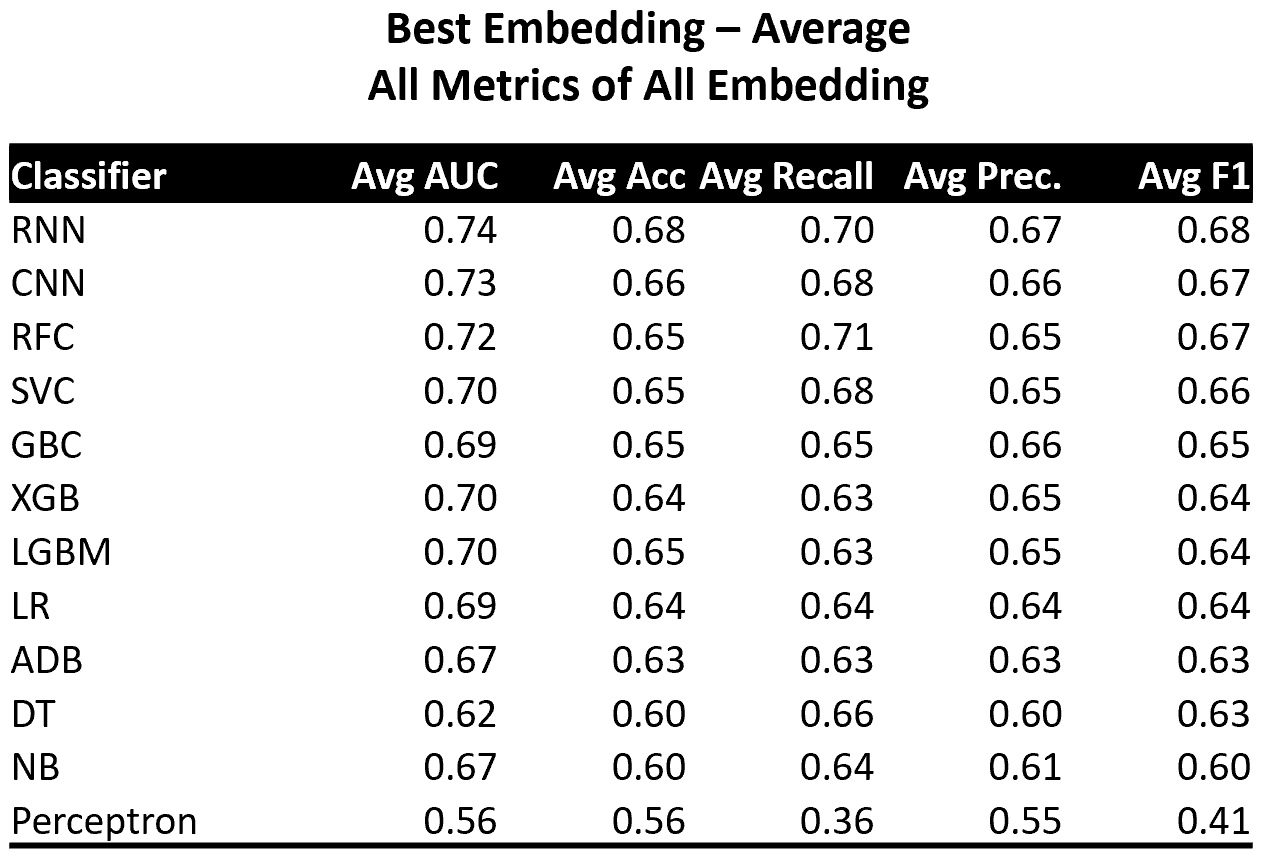 Best Embedding – Average
All Metrics of All Embedding
Classifier Avg AUC Avg Acc Avg Recall Avg Prec. Avg F1
RNN 0.74 0.68 0.70 0.67 0.68
CNN 0.73 0.66 0.68 0.66 0.67
RFC 0.72 0.65 0.71 0.65 0.67
SVC 0.70 0.65 0.68 0.65 0.66
GBC 0.69 0.65 0.65 0.66 0.65
XGB 0.70 0.64 0.63 0.65 0.64
LGBM 0.70 0.65 0.63 0.65 0.64
LR 0.69 0.64 0.64 0.64 0.64
ADB 0.67 0.63 0.63 0.63 0.63
DT 0.62 0.60 0.66 0.60 0.63
NB 0.67 0.60 0.64 0.61 0.60
Perceptron 0.56 0.56 0.36 0.55 0.41